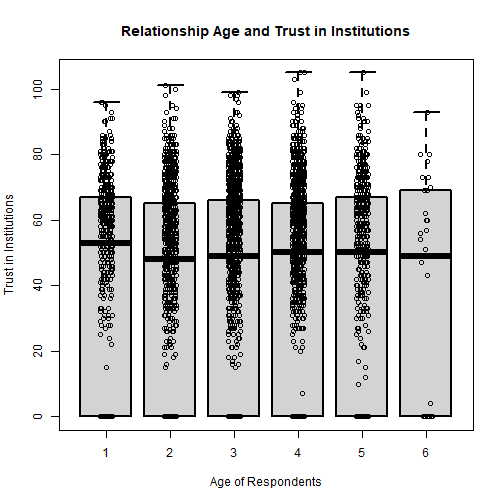 Relationship Age and Trust in Institutions
Trust in Institutions
100
80
60
40
20
0
1 2 3 4 5 6
Age of Respondents